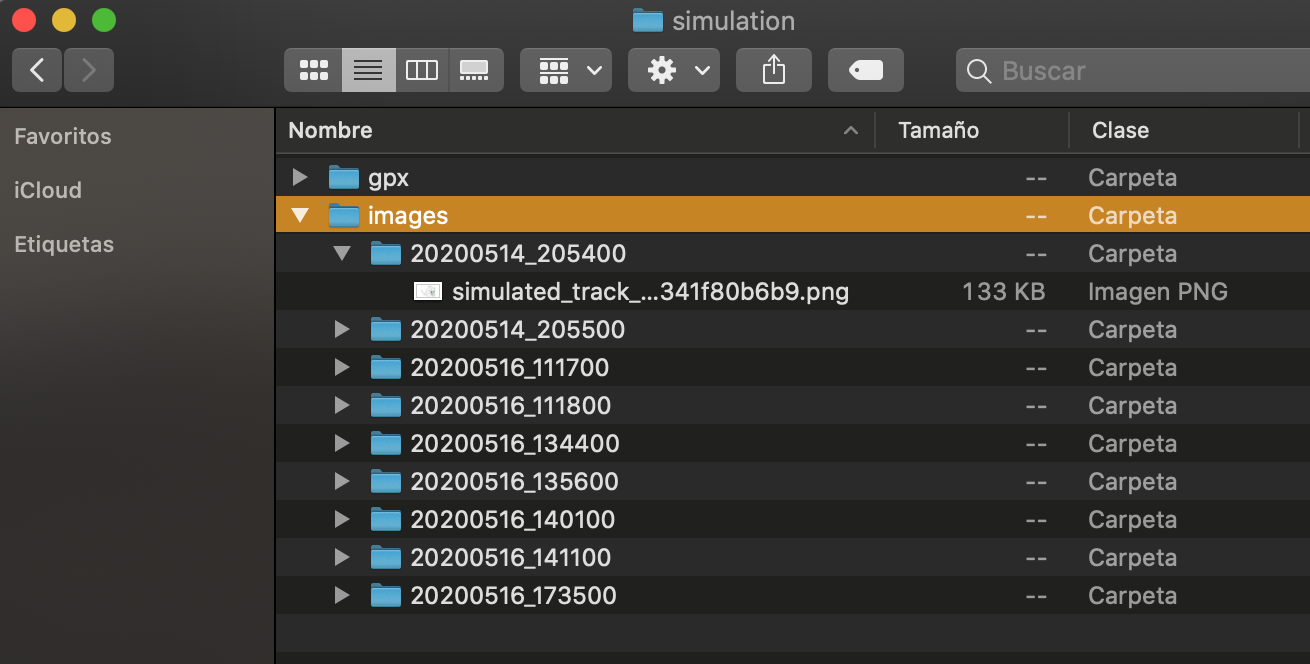 simulation
Buscar
Favoritos
iCloud
Etiquetas
Nombre Tamaño Clase
gpx -- Carpeta
images -- Carpeta
20200514_205400 -- Carpeta
simulated_track_...341f80b6b9.png 133 KB Imagen PNG
20200514_205500 -- Carpeta
20200516_111700 -- Carpeta
20200516_111800 -- Carpeta
20200516_134400 -- Carpeta
20200516_135600 -- Carpeta
20200516_140100 -- Carpeta
20200516_141100 -- Carpeta
20200516_173500 -- Carpeta